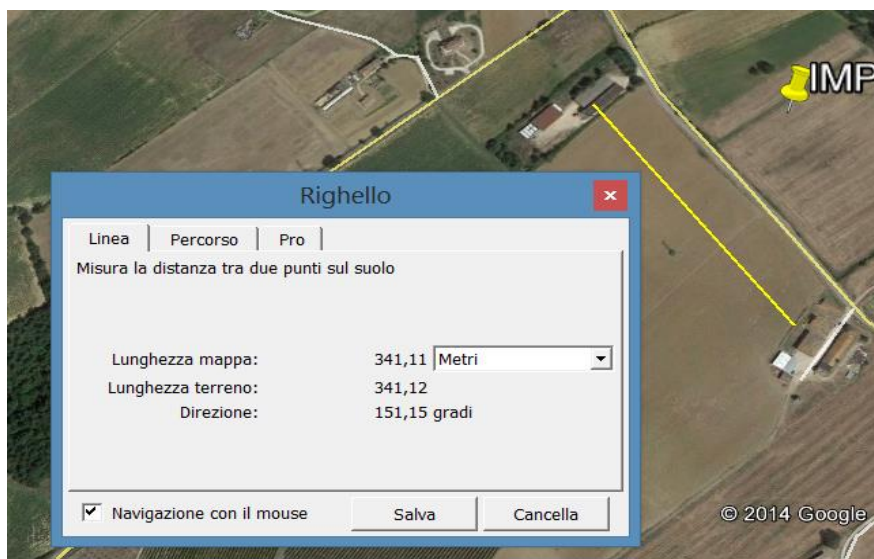 IMP
Righello
Linea Percorso Pro
Misura la distanza tra due punti sul suolo
Lunghezza mappa: 341,11 Metri
Lunghezza terreno: 341,12
Direzione: 151,15 gradi
Navigazione con il mouse Salva Cancella
© 2014 Google